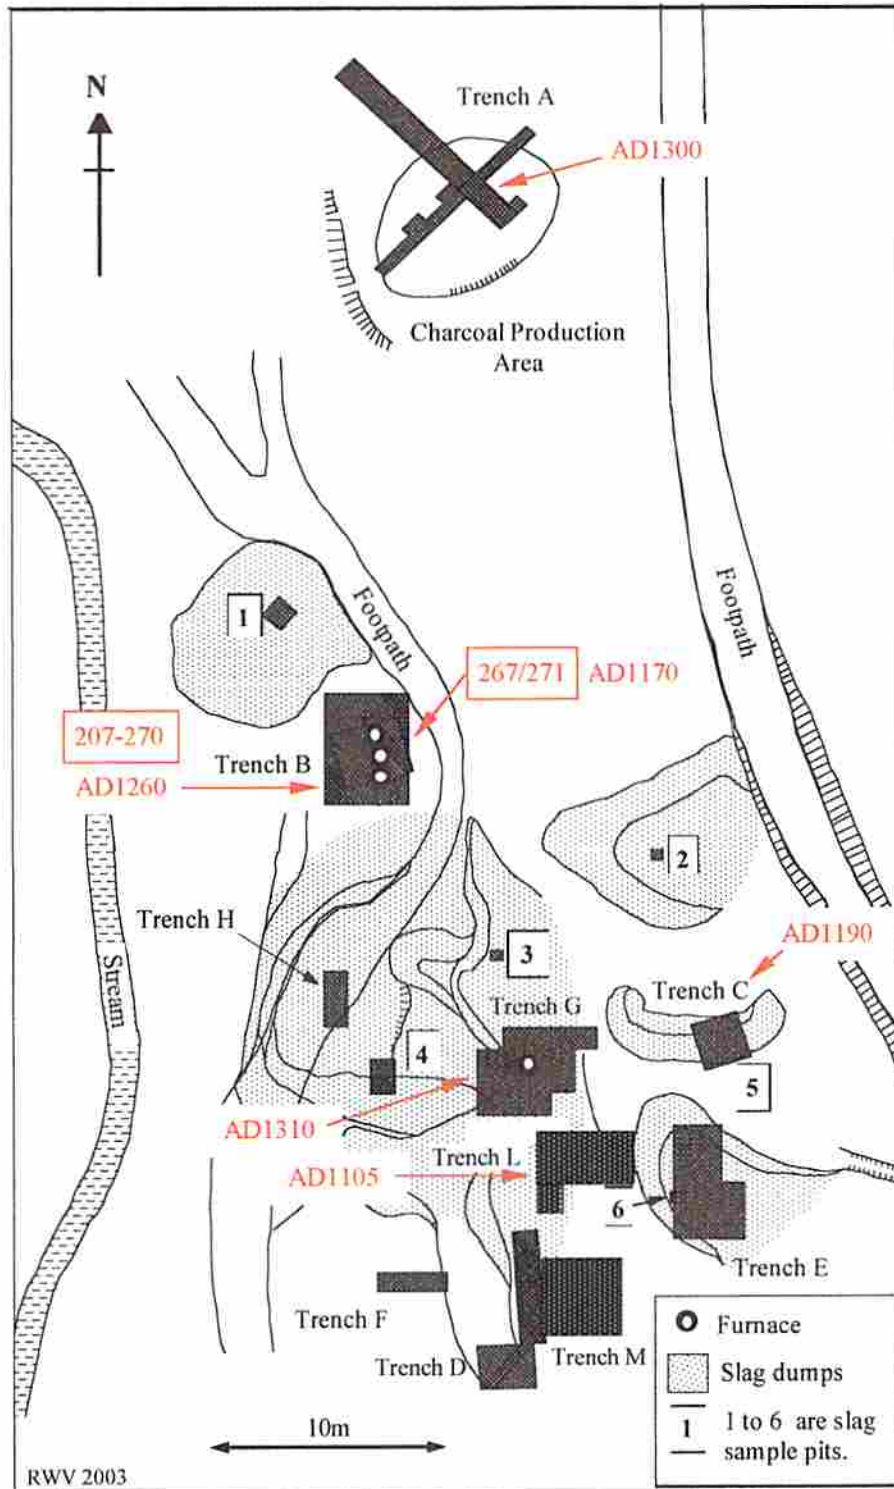 N
Trench A
AD1300
Charcoal Production
Area
Footpath
Footpath
1
267/271
AD1170
207-270
Trench B
AD1260
2
Trench H
3
AD1190
Trench C
Stream
Trench G
4
5
AD1310
Trench L
AD1105
6
Trench E
Trench F
Trench D
Trench M
Furnace
Slag dumps
1
1 to 6 are slag
sample pits.
10m
RWV 2003